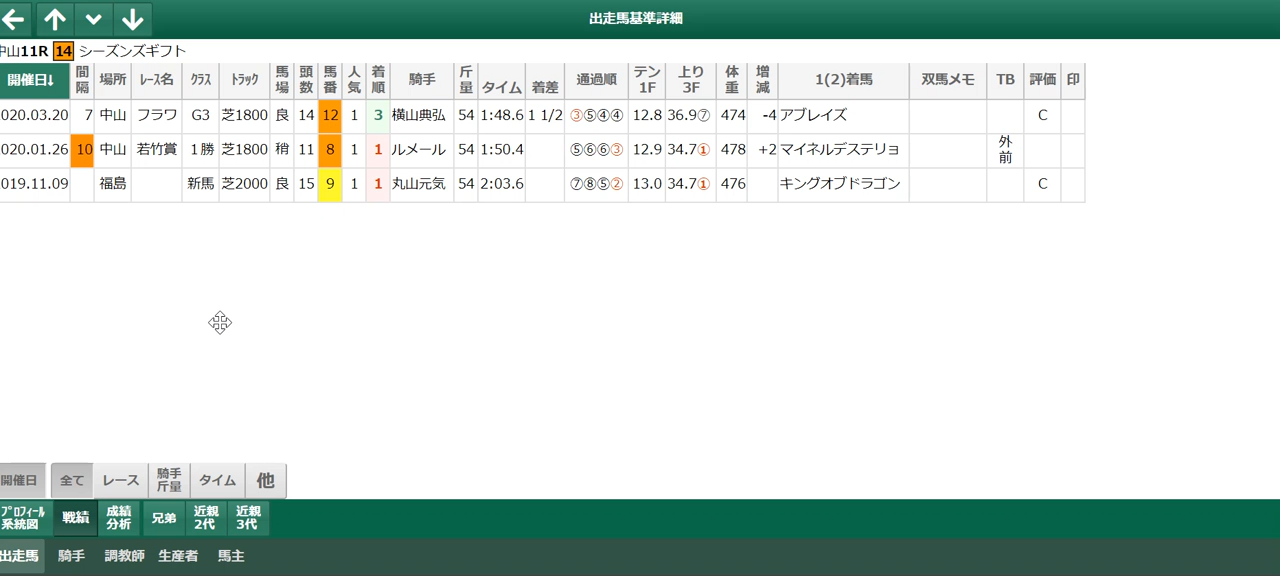 出走馬基準詳細
中山11R 14 シーズンズギフト
開催日↓ 間隔 場所 レース名 クラス トラック 馬場 頭数 馬番 人気 着順 騎手 斤量 タイム 着差 通過順 テン1F 上り3F 体重 増減 1(2)着馬 双馬メモ TB 評価 印
020.03.20 7 中山 フラワ G3 芝1800 良 14 12 1 3 横山典弘 54 1:48.6 1 1/2 ③⑤④④ 12.8 36.9⑦ 474 -4 アブレイズ C
020.01.26 10 中山 若竹賞 1勝 芝1800 稍 11 8 1 1 ルメール 54 1:50.4 ⑤⑥⑥③ 12.9 34.7① 478 +2 マイネルデステリョ 外前
019.11.09 福島 新馬 芝2000 良 15 9 1 1 丸山元気 54 2:03.6 ⑦⑧⑤② 13.0 34.7① 476 キングオブドラゴン C
開催日 全て レース 騎手斤量 タイム 他
プロフィール系統図 戦績 成績分析 兄弟 近親2代 近親3代
出走馬 騎手 調教師 生産者 馬主